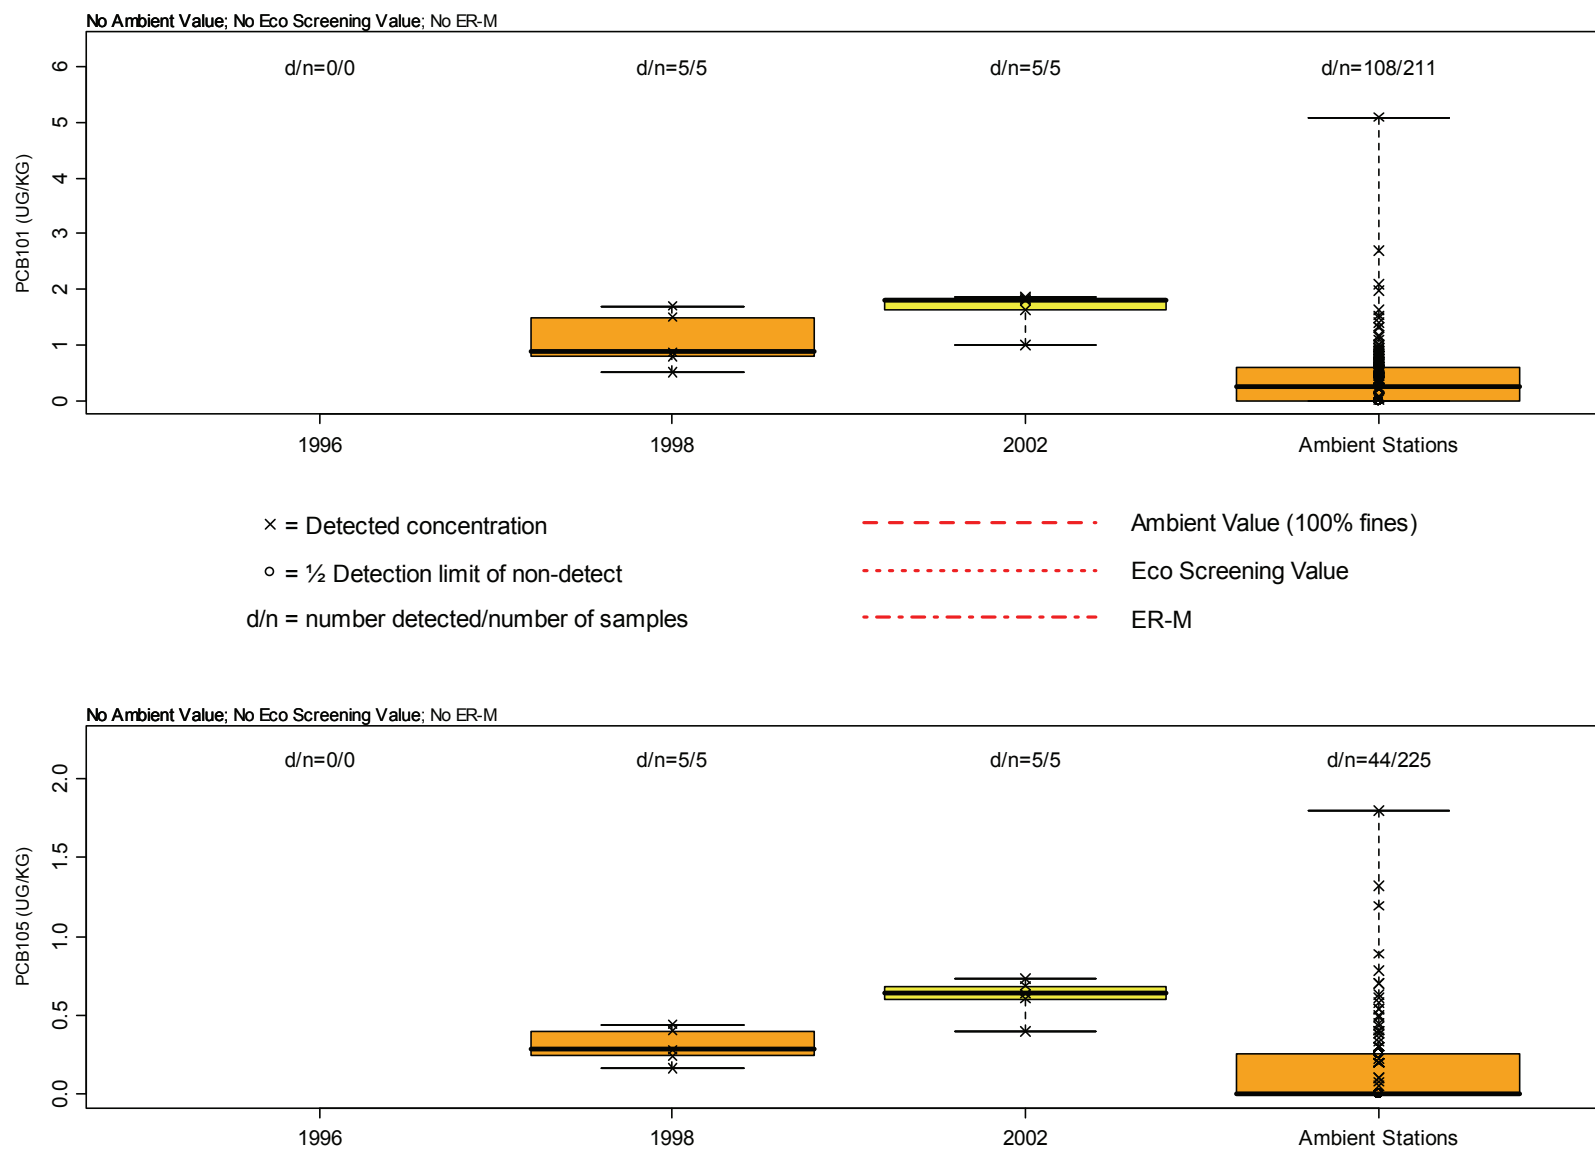 No Ambient Value; No Eco Screening Value; No ER-M
d/n=0/0 d/n=5/5 d/n=5/5 d/n=108/211
PCB101 (UG/KG)
6
5
4
3
2
1
0
1996 1998 2002 Ambient Stations
× = Detected concentration
Ambient Value (100% fines)
o = ½ Detection limit of non-detect
Eco Screening Value
d/n = number detected/number of samples
ER-M
No Ambient Value; No Eco Screening Value; No ER-M
d/n=0/0 d/n=5/5 d/n=5/5 d/n=44/225
PCB105 (UG/KG)
2.0
1.5
1.0
0.5
0.0
1996 1998 2002 Ambient Stations